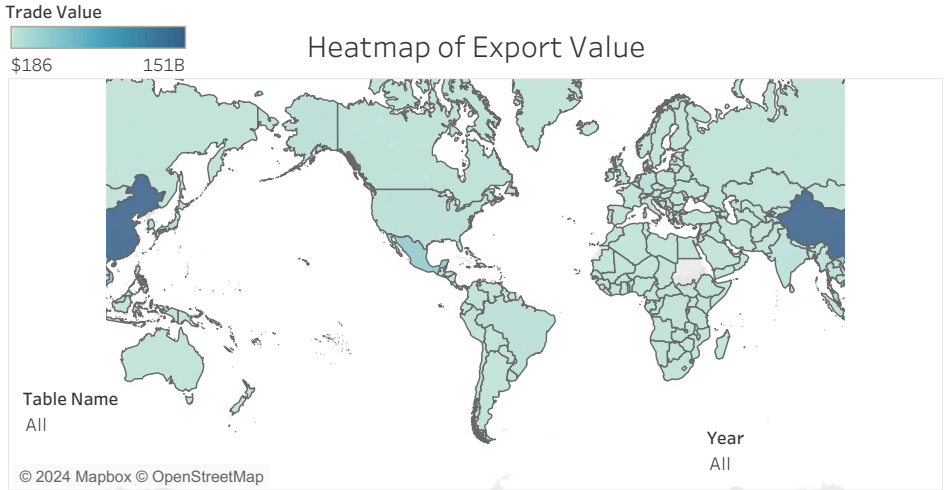 Trade Value
$186 151B
Heatmap of Export Value
Table Name
All
Year
All
© 2024 Mapbox © OpenStreetMap